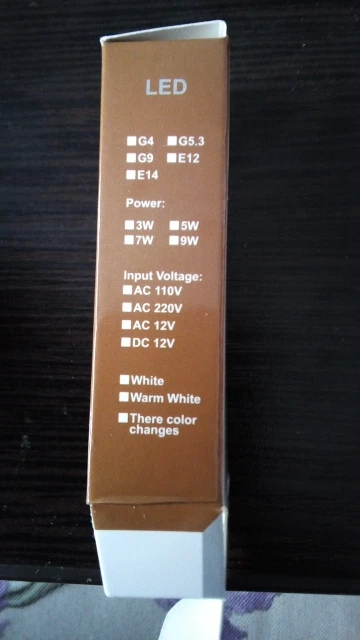 LED
G4 G5.3
G9 E12
E14
Power:
3W 5W
7W 9W
Input Voltage:
AC 110V
AC 220V
AC 12V
DC 12V
White
Warm White
There color
changes